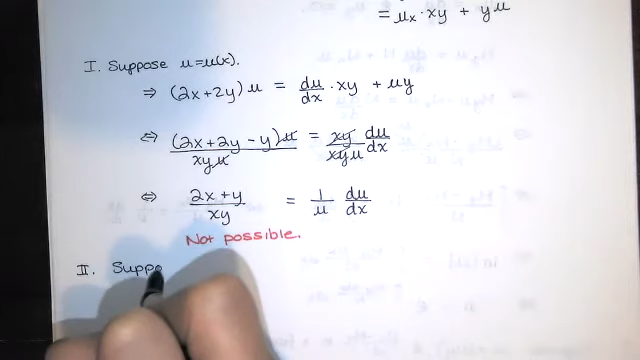 = μₓ · xy + yμ
I. Suppose μ=μ(x).
⇒ (2x+2y)μ = dμ/dx · xy + μy
⇔ (2x+2y-y)μ/xyμ = xy/xyμ dμ/dx
⇔ 2x+y/xy = 1/μ dμ/dx
Not possible.
II. Suppo